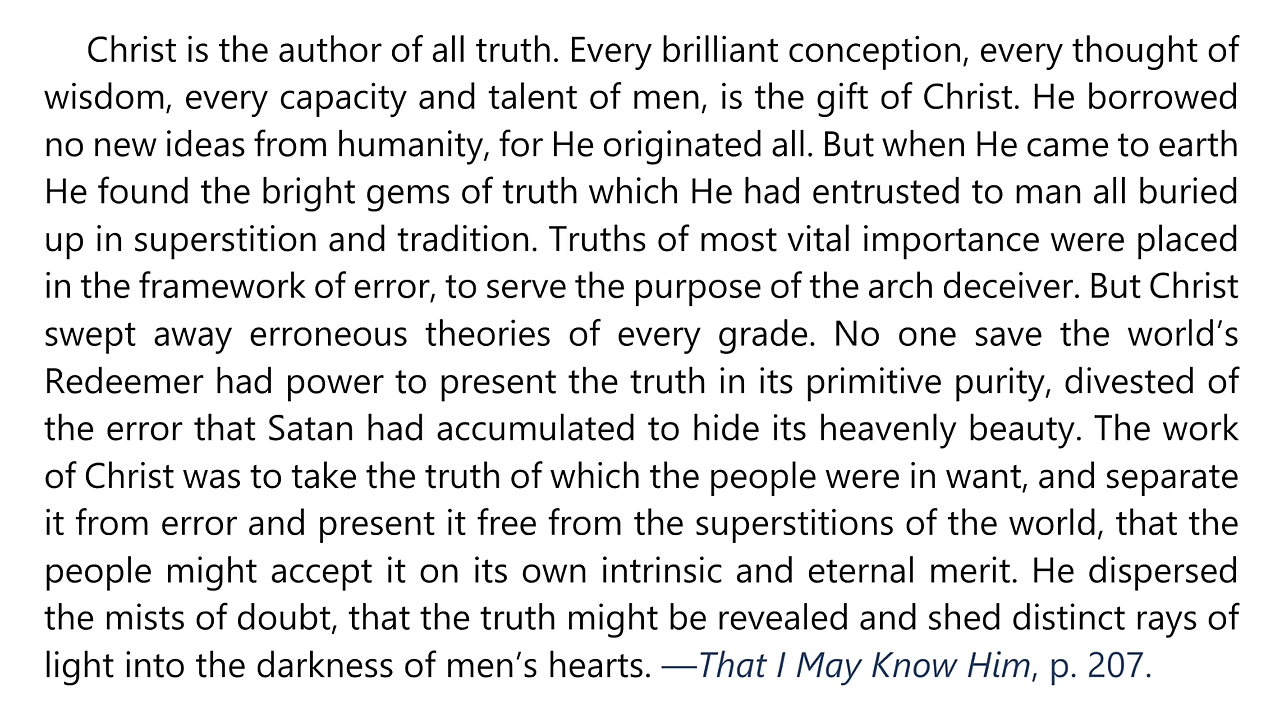 Christ is the author of all truth. Every brilliant conception, every thought of
wisdom, every capacity and talent of men, is the gift of Christ. He borrowed
no new ideas from humanity, for He originated all. But when He came to earth
He found the bright gems of truth which He had entrusted to man all buried
up in superstition and tradition. Truths of most vital importance were placed
in the framework of error, to serve the purpose of the arch deceiver. But Christ
swept away erroneous theories of every grade. No one save the world’s
Redeemer had power to present the truth in its primitive purity, divested of
the error that Satan had accumulated to hide its heavenly beauty. The work
of Christ was to take the truth of which the people were in want, and separate
it from error and present it free from the superstitions of the world, that the
people might accept it on its own intrinsic and eternal merit. He dispersed
the mists of doubt, that the truth might be revealed and shed distinct rays of
light into the darkness of men’s hearts. —That I May Know Him, p. 207.